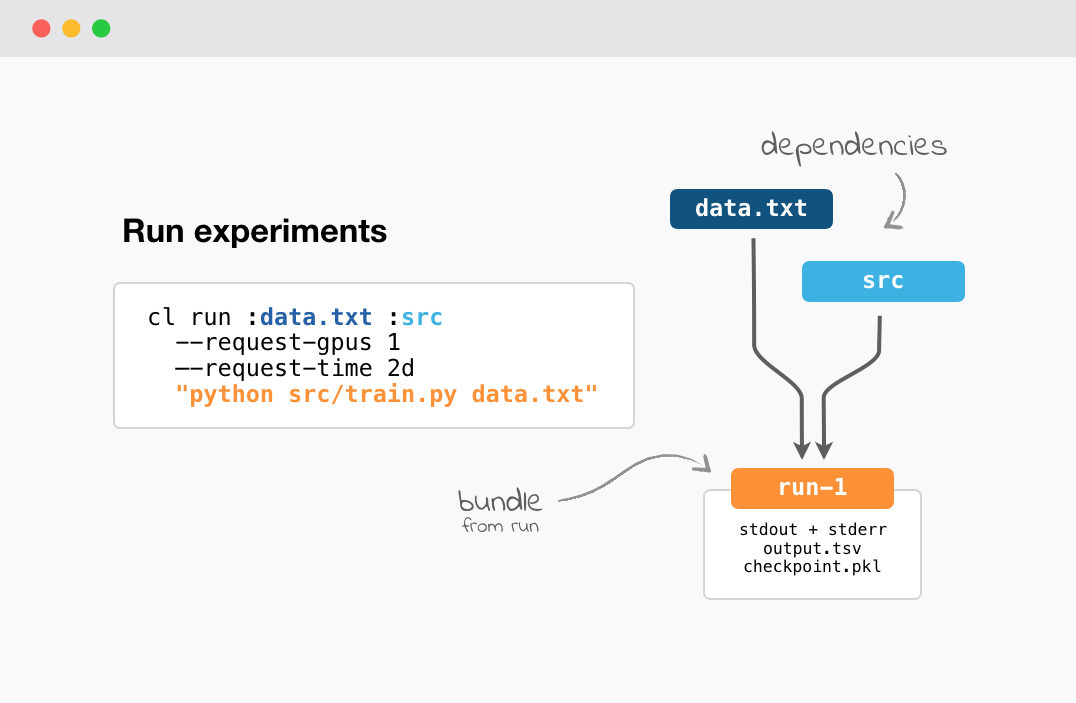 dependencies
data.txt
src
Run experiments
cl run :data.txt :src
--request-gpus 1
--request-time 2d
"python src/train.py data.txt"
bundle
from run
run-1
stdout + stderr
output.tsv
checkpoint.pkl